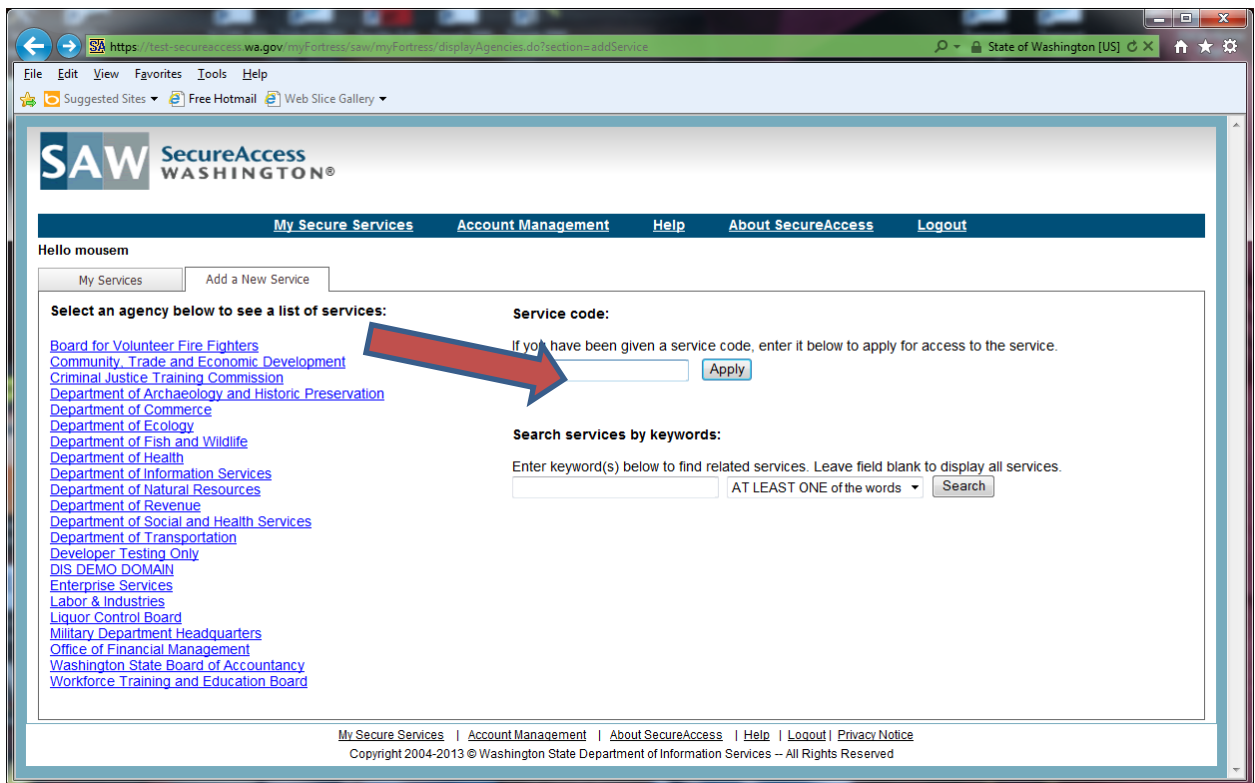 https://test-secureaccess.wa.gov/myFortress/saw/myFortress/displayAgencies.do?section=addService
State of Washington [US]
File Edit View Favorites Tools Help
Suggested Sites Free Hotmail Web Slice Gallery
SAW SecureAccess
WASHINGTON®
My Secure Services Account Management Help About SecureAccess Logout
Hello mousem
My Services Add a New Service
Select an agency below to see a list of services:
Board for Volunteer Fire Fighters
Community, Trade and Economic Development
Criminal Justice Training Commission
Department of Archaeology and Historic Preservation
Department of Commerce
Department of Ecology
Department of Fish and Wildlife
Department of Health
Department of Information Services
Department of Natural Resources
Department of Revenue
Department of Social and Health Services
Department of Transportation
Developer Testing Only
DIS DEMO DOMAIN
Enterprise Services
Labor & Industries
Liquor Control Board
Military Department Headquarters
Office of Financial Management
Washington State Board of Accountancy
Workforce Training and Education Board
Service code:
If you have been given a service code, enter it below to apply for access to the service.
Apply
Search services by keywords:
Enter keyword(s) below to find related services. Leave field blank to display all services.
AT LEAST ONE of the words Search
My Secure Services | Account Management | About SecureAccess | Help | Logout | Privacy Notice
Copyright 2004-2013 © Washington State Department of Information Services -- All Rights Reserved